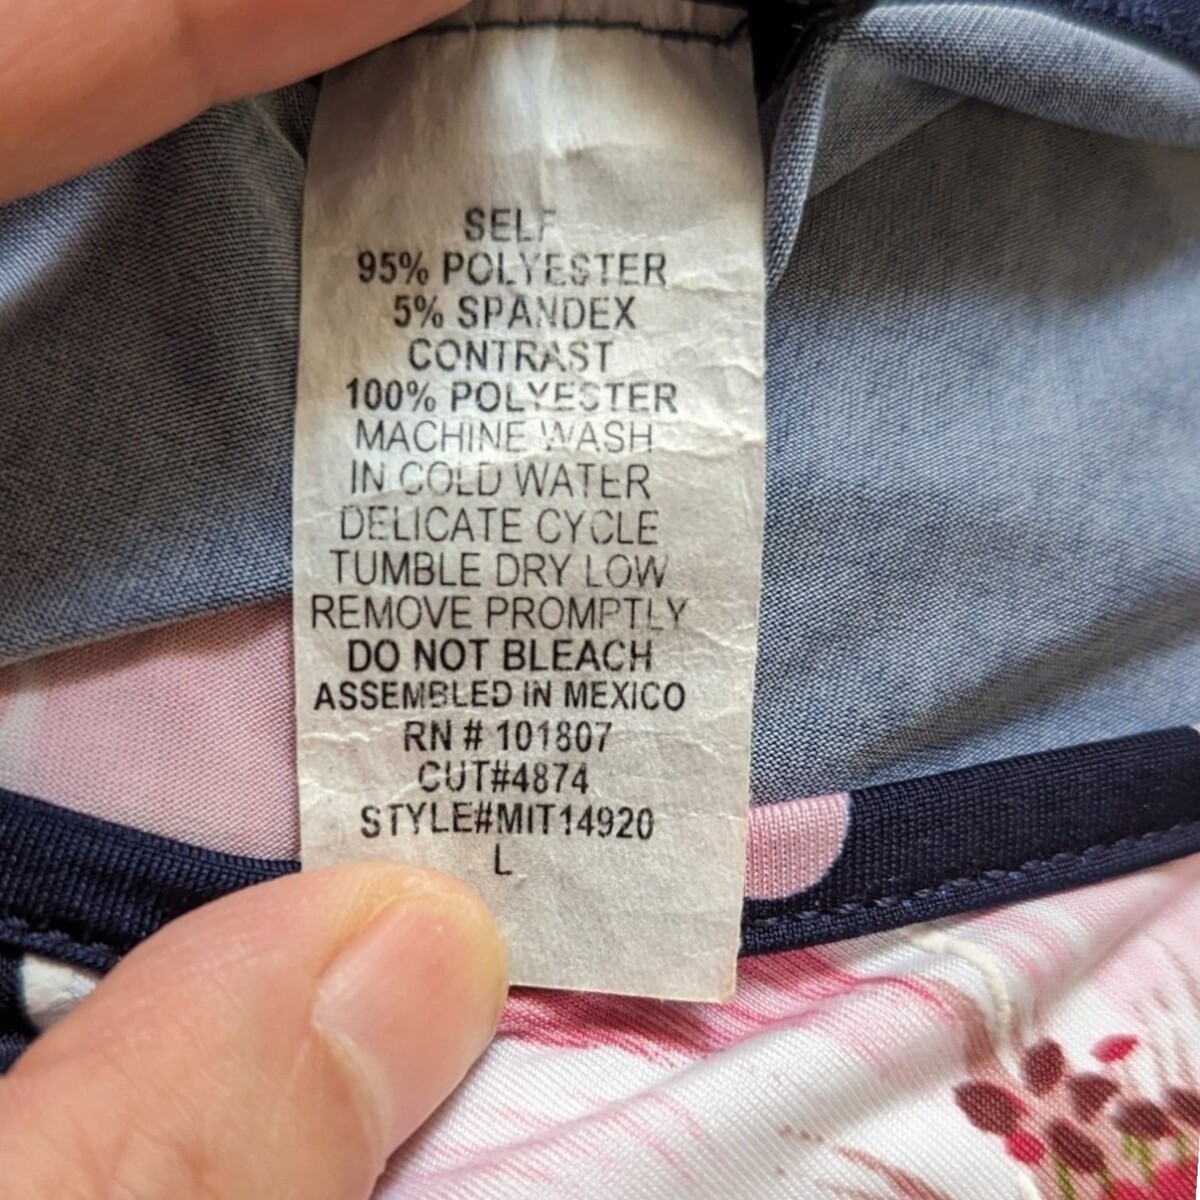 SELF
95% POLYESTER
5% SPANDEX
CONTRAST
100% POLYESTER
MACHINE WASH
IN COLD WATER
DELICATE CYCLE
TUMBLE DRY LOW
REMOVE PROMPTLY
DO NOT BLEACH
ASSEMBLED IN MEXICO
RN # 101807
CUT#4874
STYLE#MIT14920
L